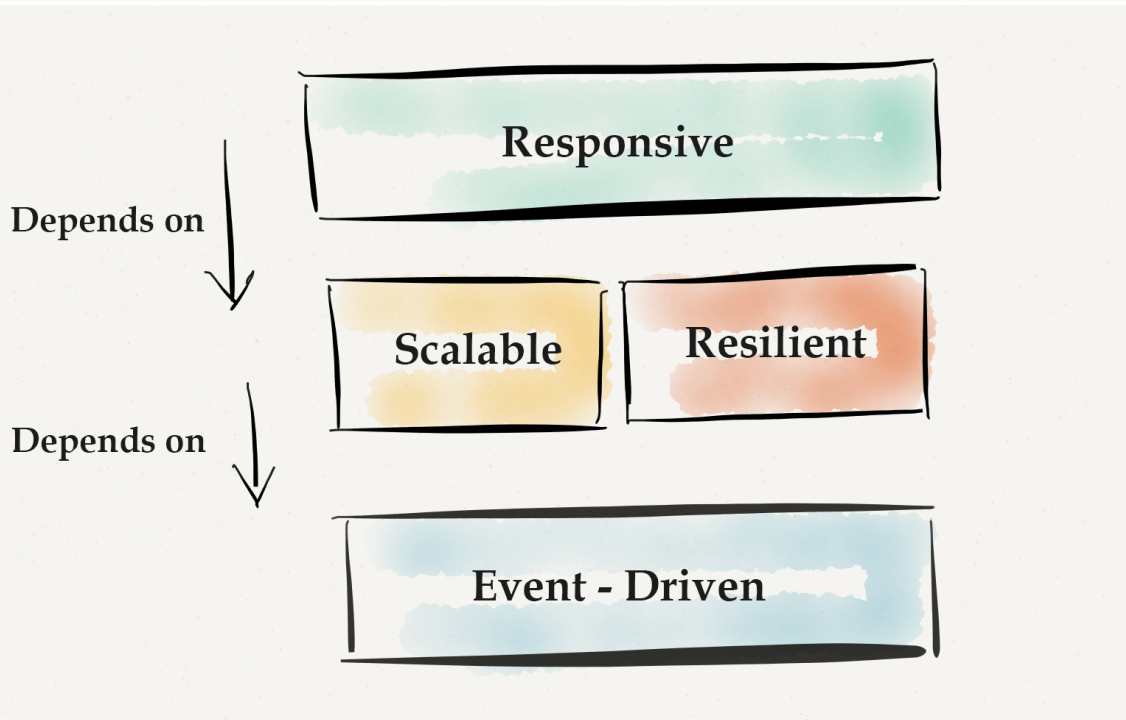 Responsive
Depends on
Scalable
Resilient
Depends on
Event - Driven